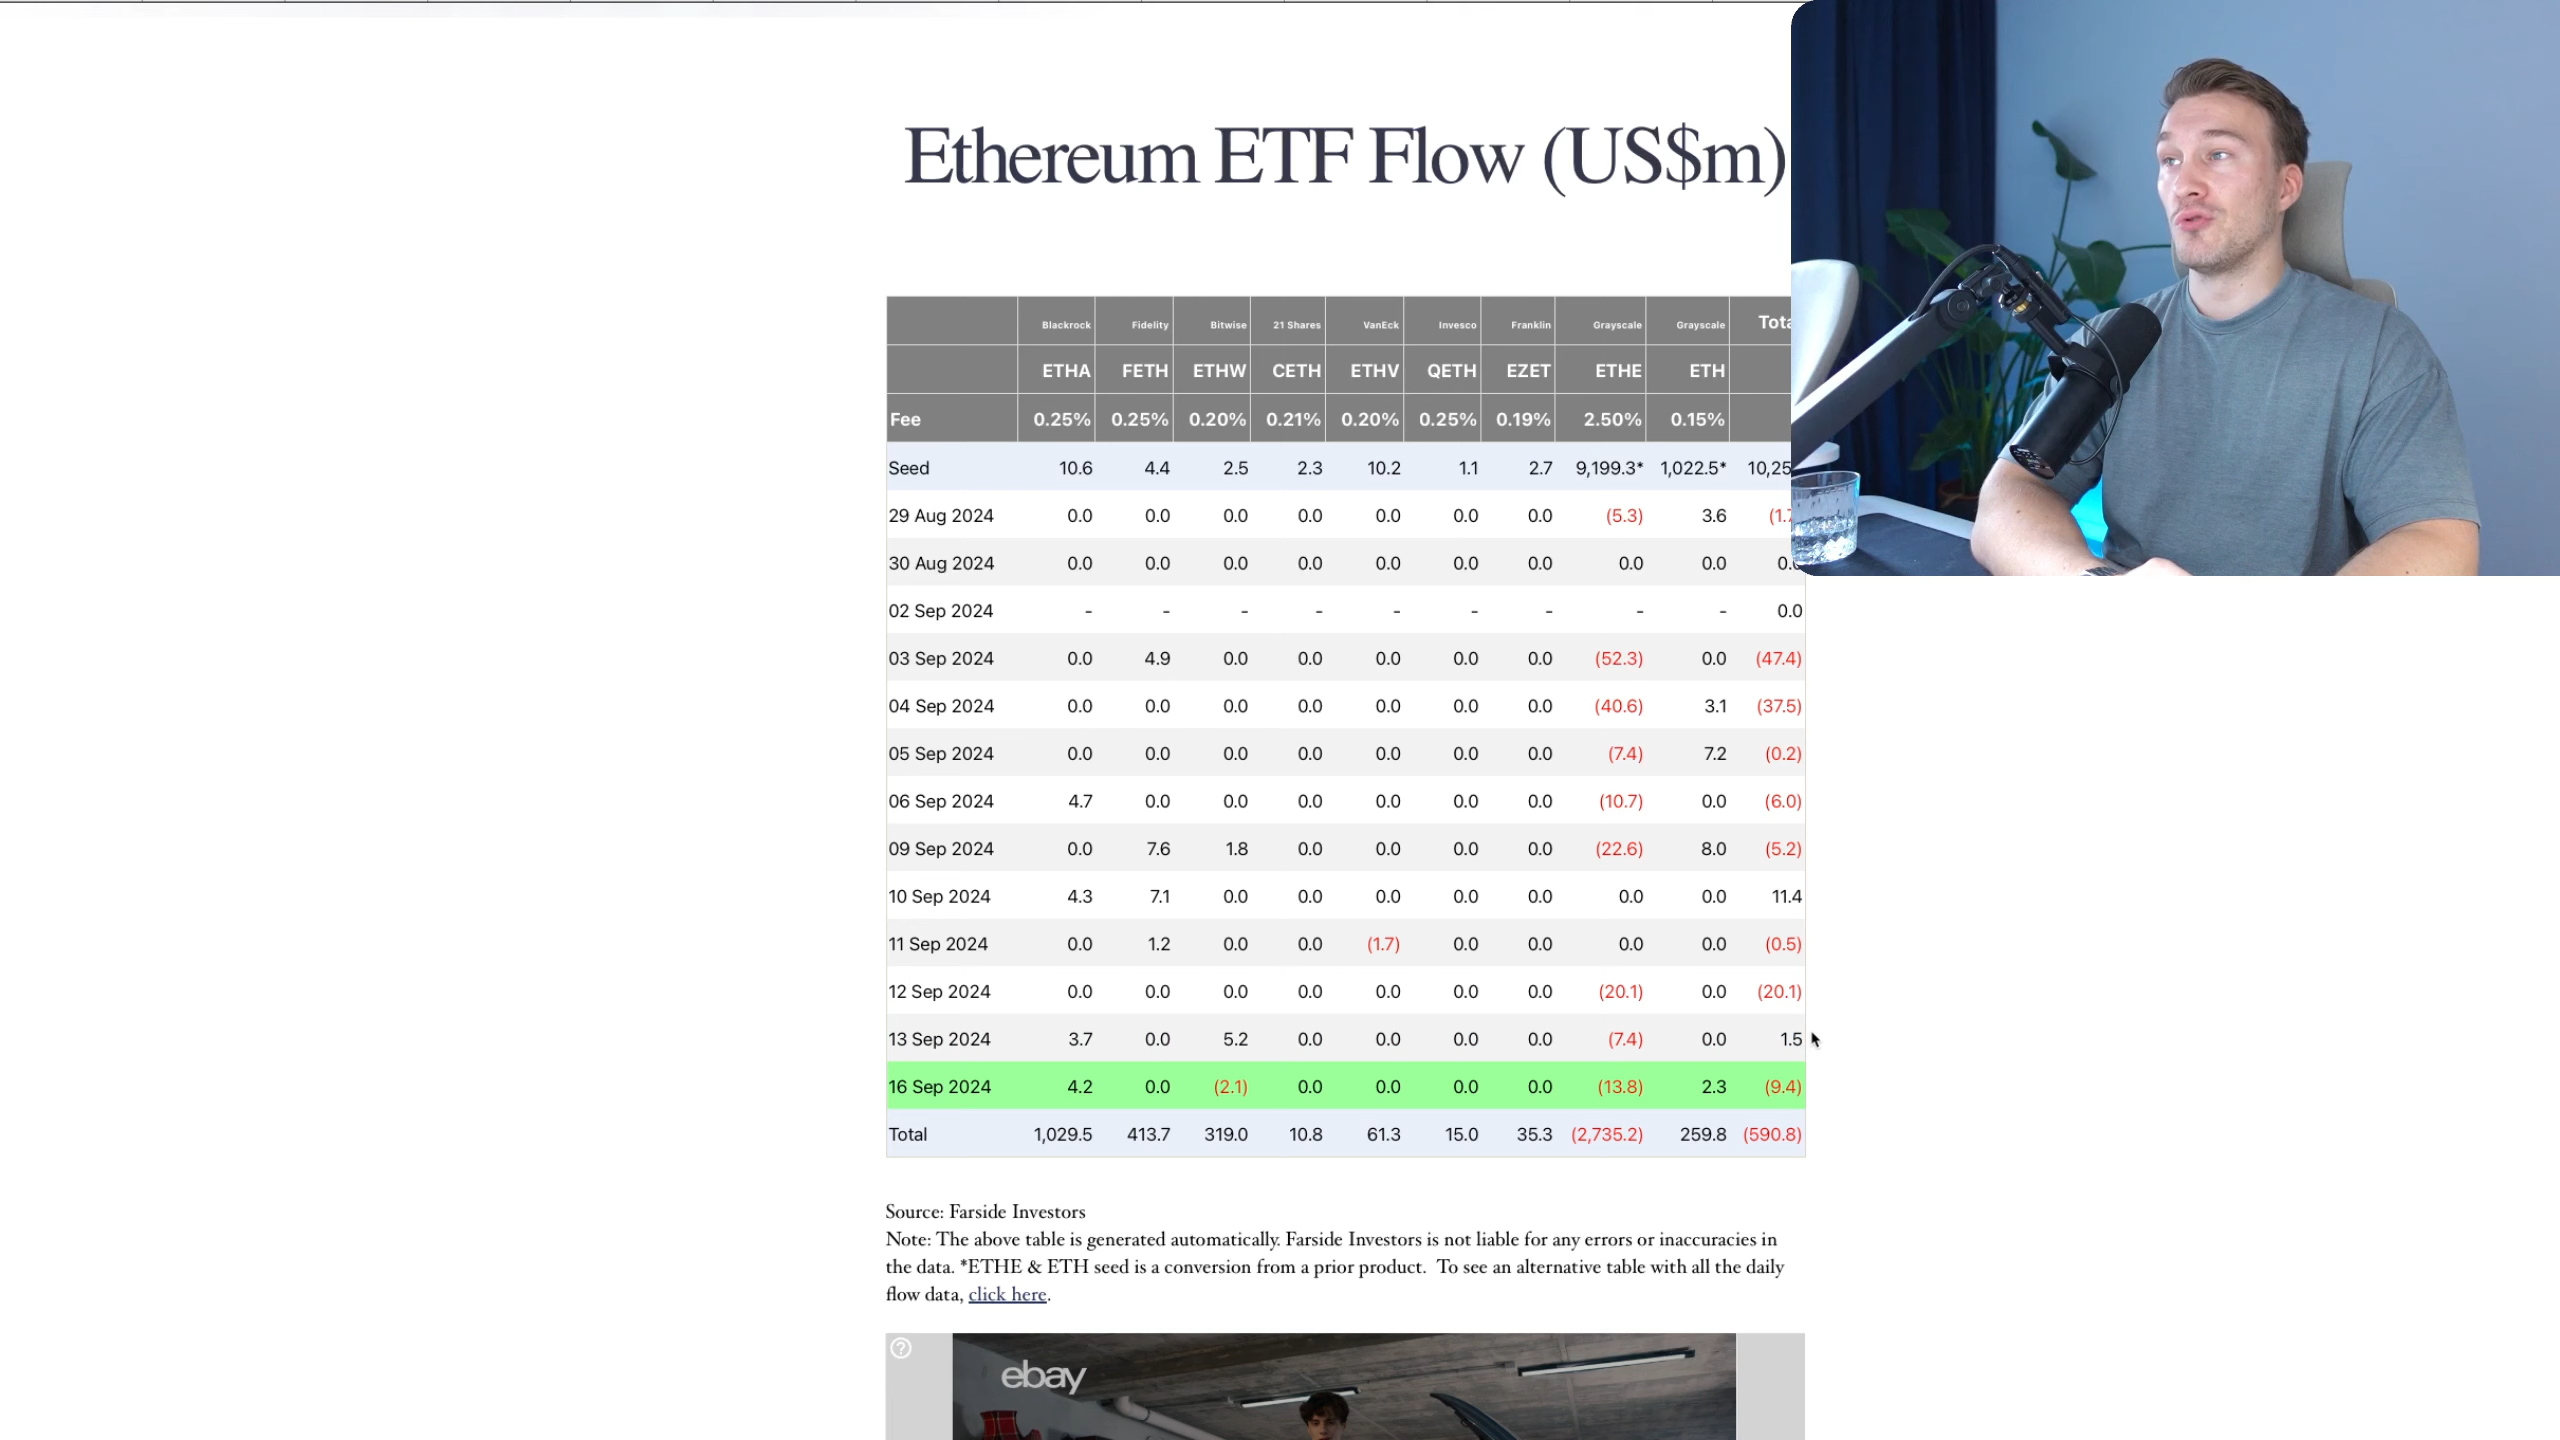 Ethereum ETF Flow (US$m)
Blackrock Fidelity Bitwise 21 Shares VanEck Invesco Franklin Grayscale Grayscale
ETHA FETH ETHW CETH ETHV QETH EZET ETHE ETH
Fee 0.25% 0.25% 0.20% 0.21% 0.20% 0.25% 0.19% 2.50% 0.15%
Seed 10.6 4.4 2.5 2.3 10.2 1.1 2.7 9,199.3* 1,022.5*
29 Aug 2024 0.0 0.0 0.0 0.0 0.0 0.0 0.0 (5.3) 3.6
30 Aug 2024 0.0 0.0 0.0 0.0 0.0 0.0 0.0 0.0 0.0
02 Sep 2024 - - - - - - - - - 0.0
03 Sep 2024 0.0 4.9 0.0 0.0 0.0 0.0 0.0 (52.3) 0.0 (47.4)
04 Sep 2024 0.0 0.0 0.0 0.0 0.0 0.0 0.0 (40.6) 3.1 (37.5)
05 Sep 2024 0.0 0.0 0.0 0.0 0.0 0.0 0.0 (7.4) 7.2 (0.2)
06 Sep 2024 4.7 0.0 0.0 0.0 0.0 0.0 0.0 (10.7) 0.0 (6.0)
09 Sep 2024 0.0 7.6 1.8 0.0 0.0 0.0 0.0 (22.6) 8.0 (5.2)
10 Sep 2024 4.3 7.1 0.0 0.0 0.0 0.0 0.0 0.0 0.0 11.4
11 Sep 2024 0.0 1.2 0.0 0.0 (1.7) 0.0 0.0 0.0 0.0 (0.5)
12 Sep 2024 0.0 0.0 0.0 0.0 0.0 0.0 0.0 (20.1) 0.0 (20.1)
13 Sep 2024 3.7 0.0 5.2 0.0 0.0 0.0 0.0 (7.4) 0.0 1.5
16 Sep 2024 4.2 0.0 (2.1) 0.0 0.0 0.0 0.0 (13.8) 2.3 (9.4)
Total 1,029.5 413.7 319.0 10.8 61.3 15.0 35.3 (2,735.2) 259.8 (590.8)
Source: Farside Investors
Note: The above table is generated automatically. Farside Investors is not liable for any errors or inaccuracies in
the data. *ETHE & ETH seed is a conversion from a prior product. To see an alternative table with all the daily
flow data, click here.
ebay